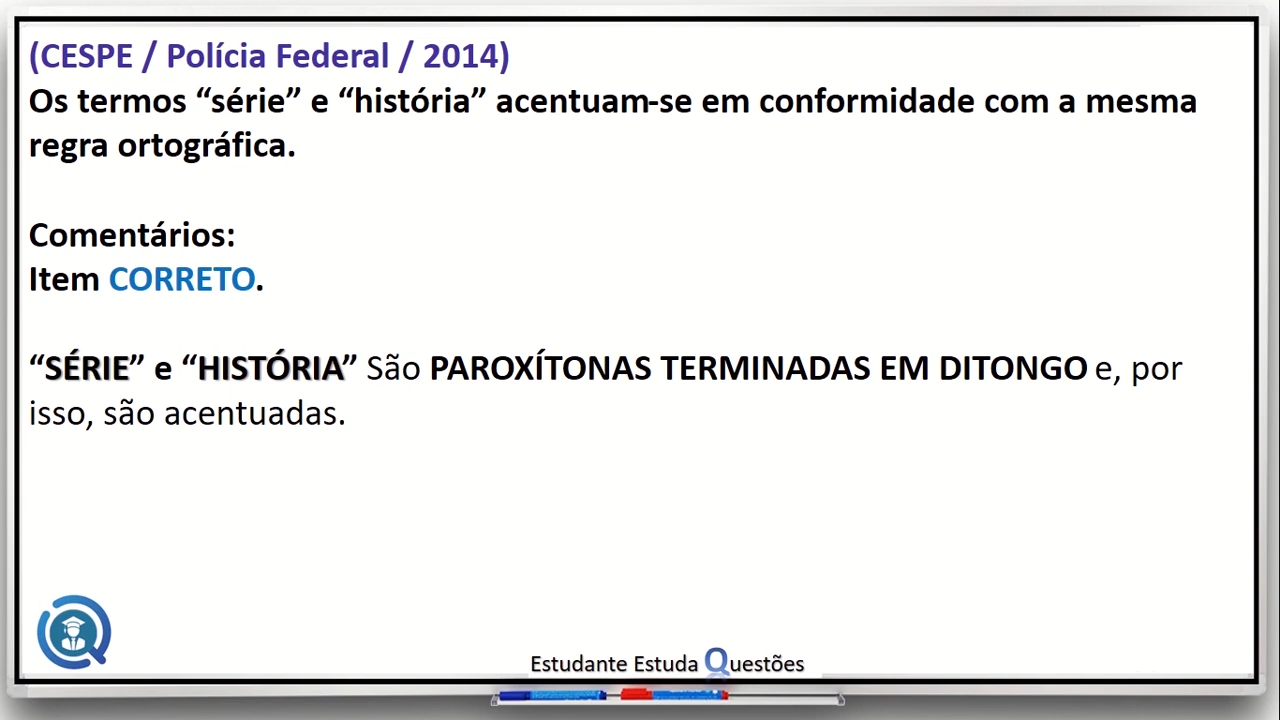 (CESPE / Polícia Federal / 2014)
Os termos “série” e “história” acentuam-se em conformidade com a mesma
regra ortográfica.
Comentários:
Item CORRETO.
“SÉRIE” e “HISTÓRIA” São PAROXÍTONAS TERMINADAS EM DITONGO e, por
isso, são acentuadas.
Estudante Estuda Questões